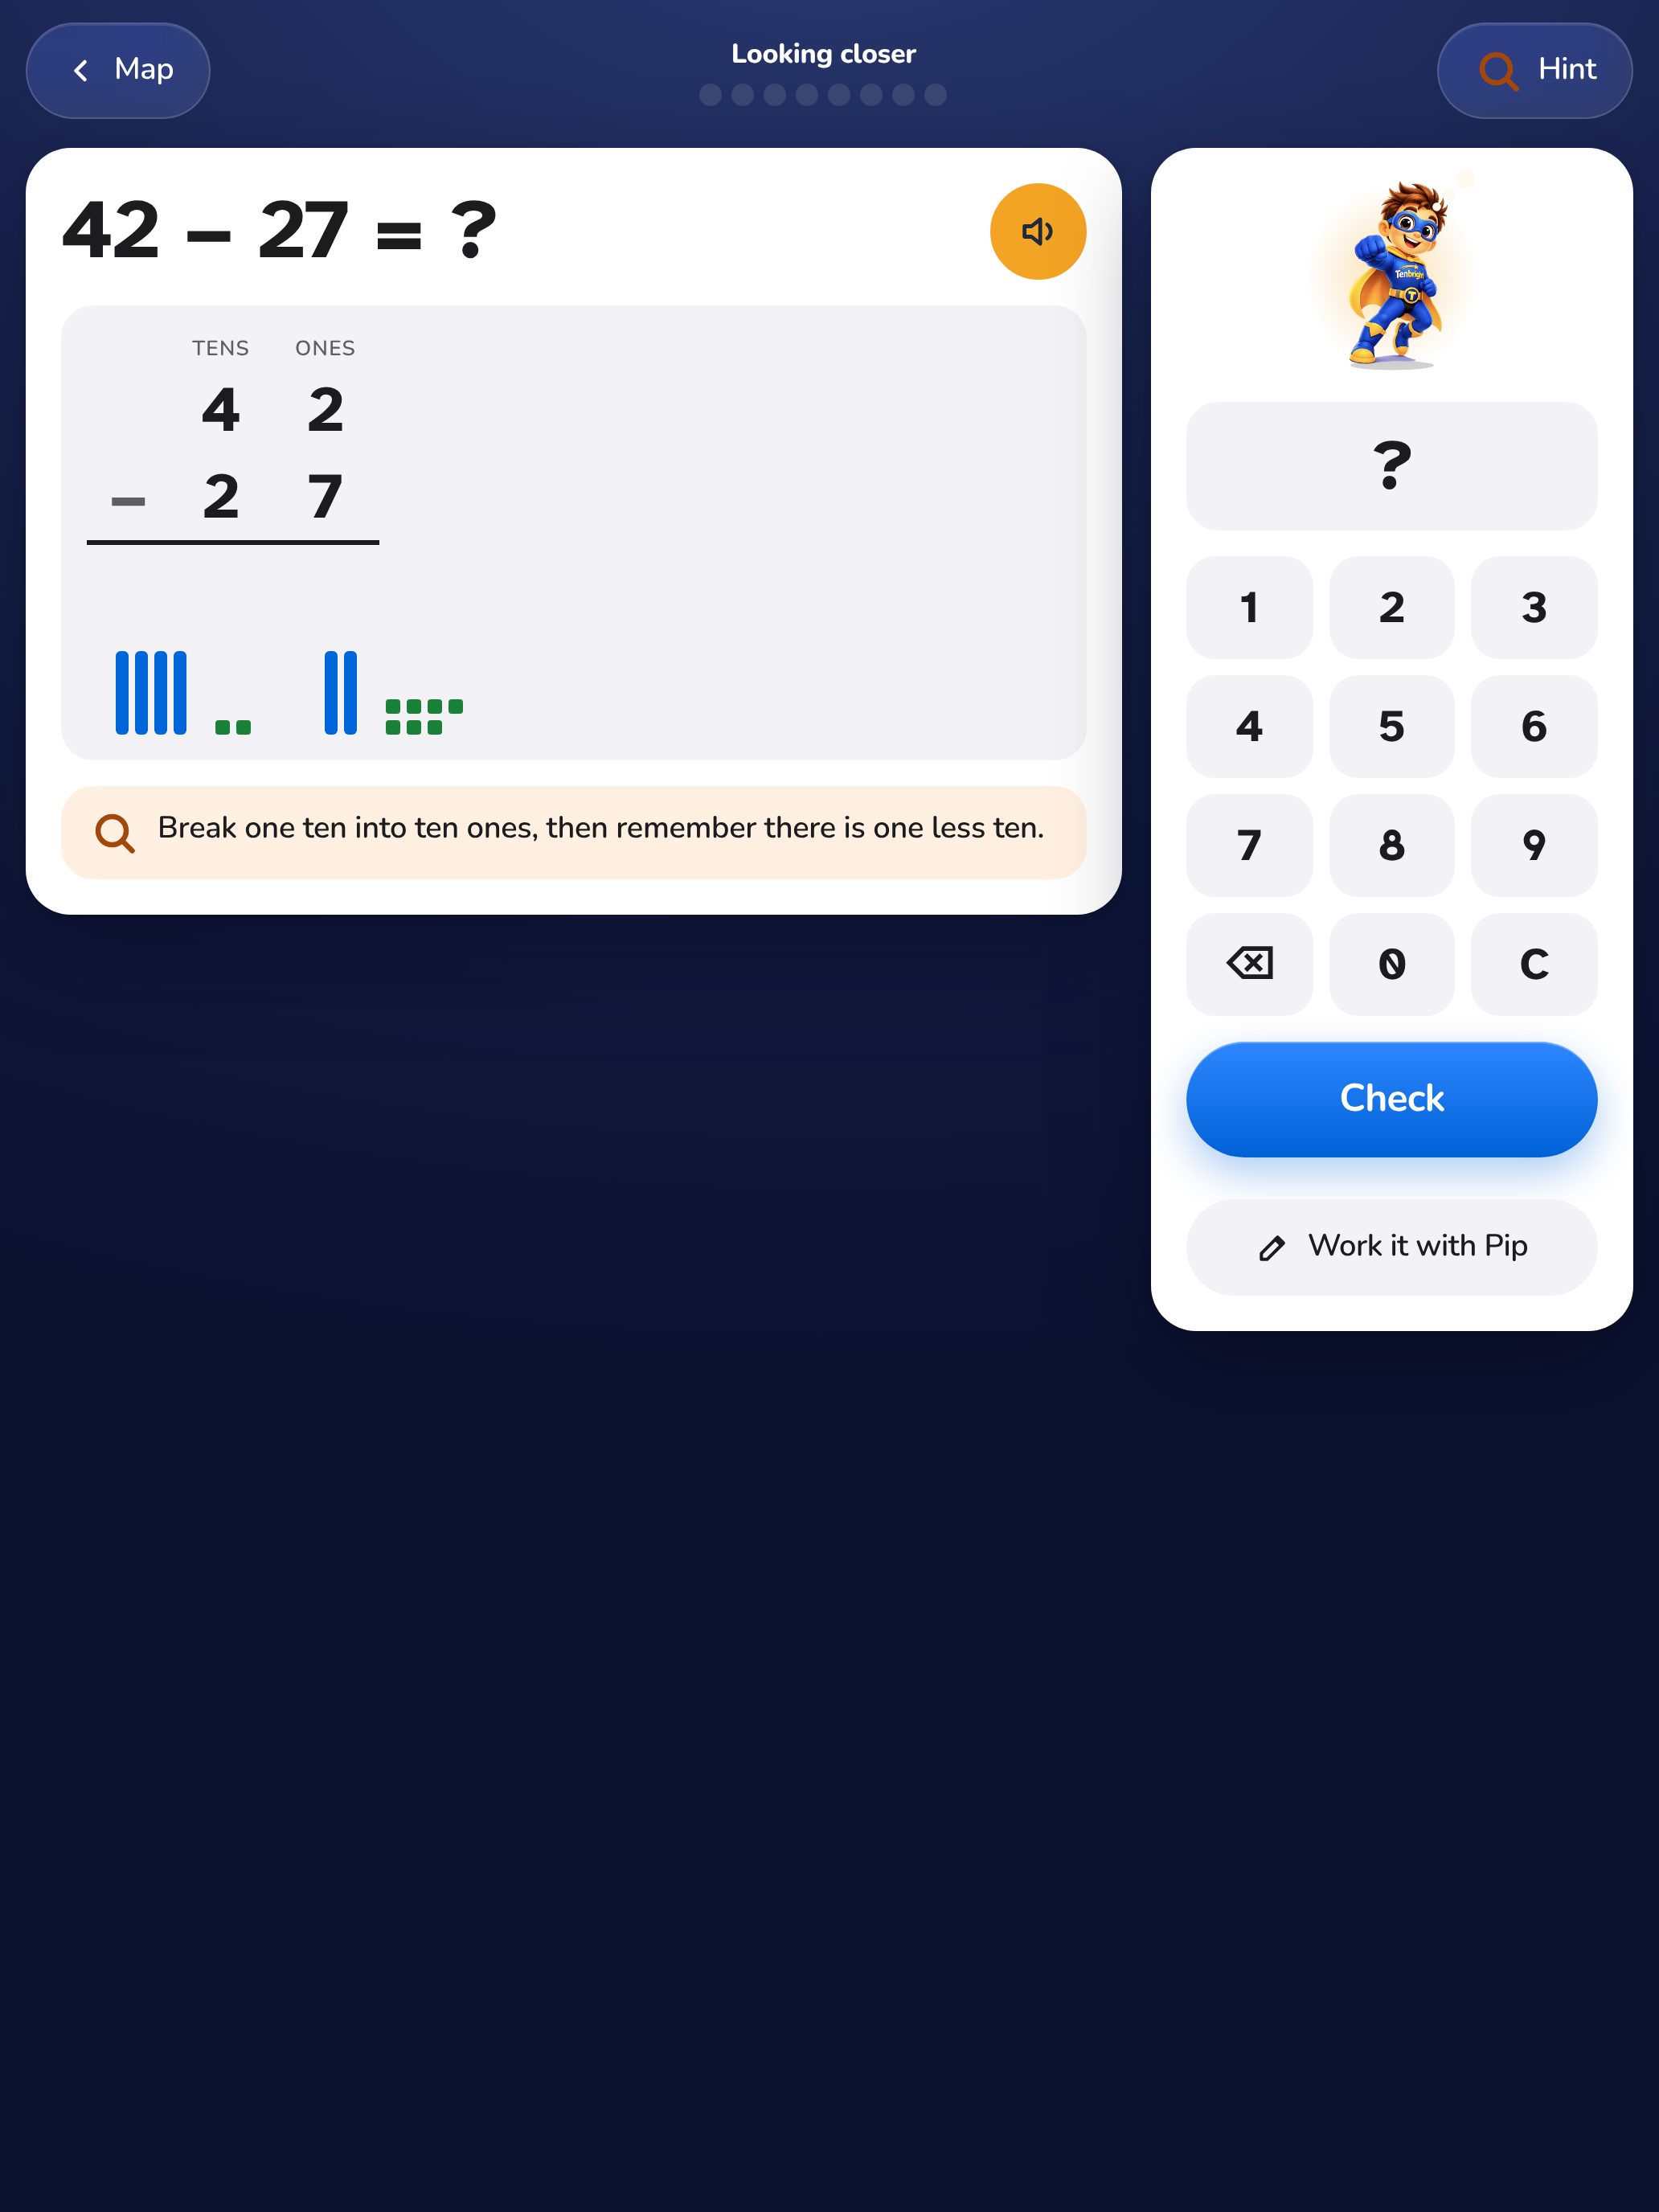 Map
Looking closer
Hint
42 – 27 = ?
TENS ONES
4 2
– 2 7
Break one ten into ten ones, then remember there is one less ten.
Tenbright
T
?
1 2 3
4 5 6
7 8 9
0 C
Check
Work it with Pip